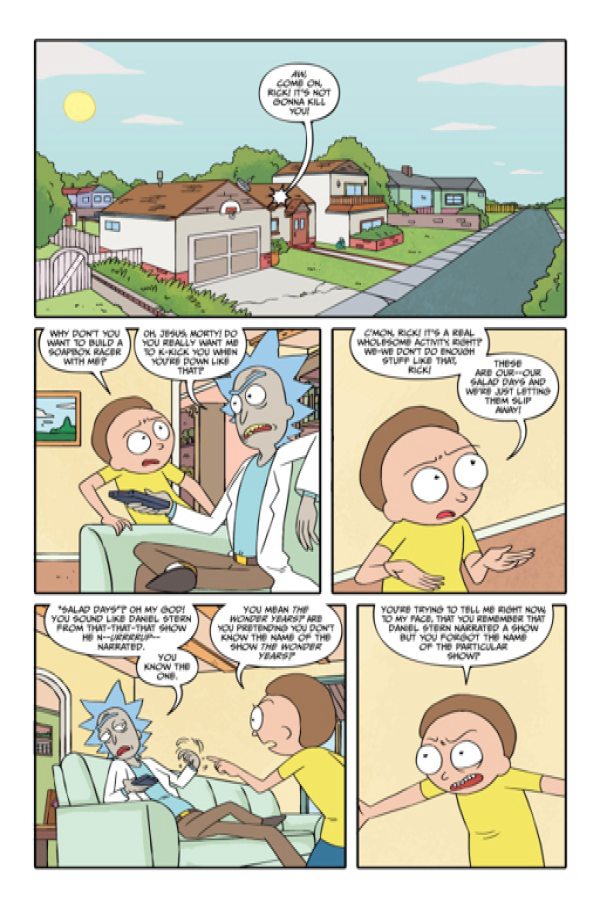 AW,
COME ON,
RICK! IT'S NOT
GONNA KILL
YOU!
WHY DON'T YOU
WANT TO BUILD A
SOAPBOX RACER
WITH ME?
OH, JESUS, MORTY! DO
YOU REALLY WANT ME
TO K-KICK YOU WHEN
YOU'RE DOWN LIKE
THAT?
C'MON, RICK! IT'S A REAL
WHOLESOME ACTIVITY, RIGHT?
WE-WE DON'T DO ENOUGH
STUFF LIKE THAT,
RICK!
THESE
ARE OUR--OUR
SALAD DAYS AND
WE'RE JUST LETTING
THEM SLIP
AWAY!
"SALAD DAYS"? OH MY GOD!
YOU SOUND LIKE DANIEL STERN
FROM THAT-THAT-THAT SHOW
HE N--URRRRUP--
NARRATED.
YOU
KNOW THE
ONE.
YOU MEAN THE
WONDER YEARS? ARE
YOU PRETENDING YOU DON'T
KNOW THE NAME OF THE
SHOW THE WONDER
YEARS?
YOU'RE TRYING TO TELL ME RIGHT NOW,
TO MY FACE, THAT YOU REMEMBER THAT
DANIEL STERN NARRATED A SHOW
BUT YOU FORGOT THE NAME
OF THE PARTICULAR
SHOW?